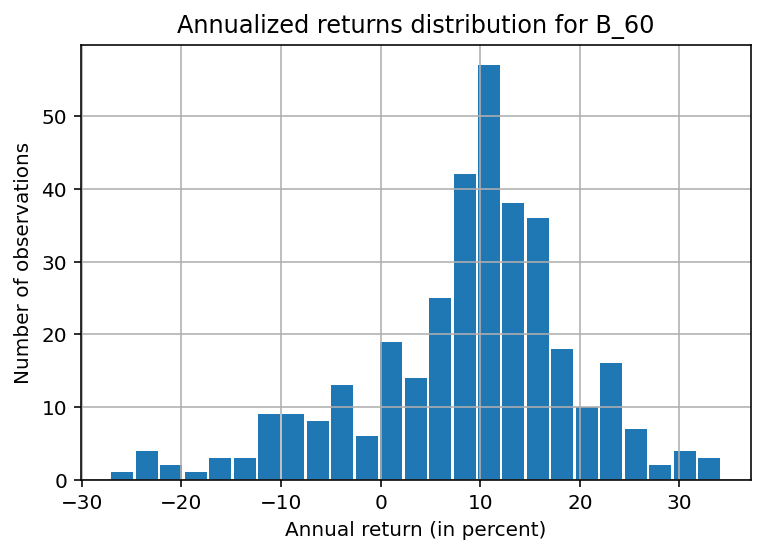 Annualized returns distribution for B_60
Number of observations
50
40
30
20
10
0
−30 −20 −10 0 10 20 30
Annual return (in percent)